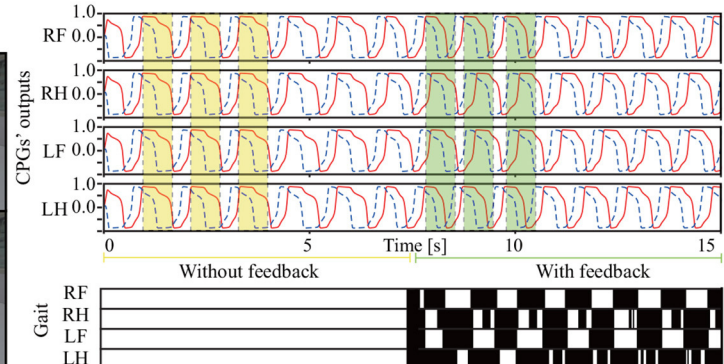 CPGs' outputs
RF 1.0 0.0
RH 1.0 0.0
LF 1.0 0.0
LH 1.0 0.0
0 5 Time [s] 10 15
Without feedback With feedback
Gait
RF
RH
LF
LH